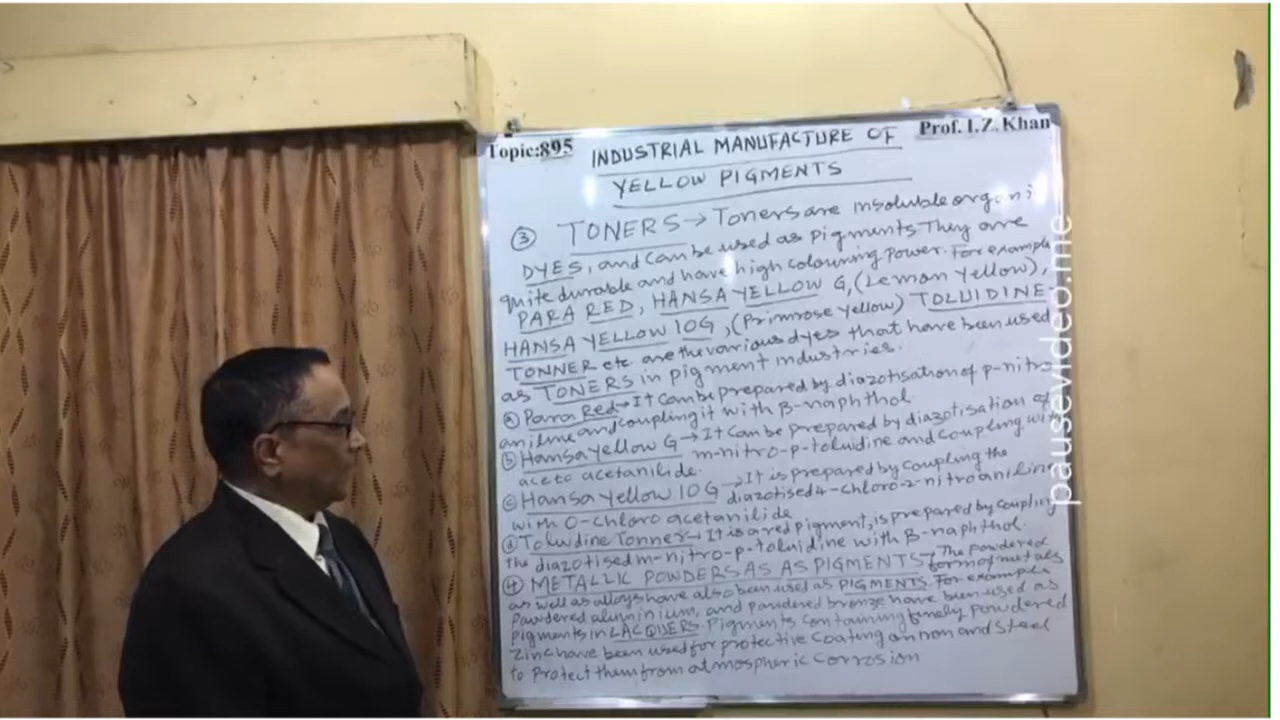 Topic:895
INDUSTRIAL MANUFACTURE OF
Prof. I.Z. Khan
YELLOW PIGMENTS
③ TONERS → Toners are insoluble organi
DYES, and can be used as pigments They are
quite durable and have high colouring power. For example
PARA RED, HANSA YELLOW G, (Lemon Yellow),
HANSA YELLOW 10G, (Primrose yellow) TOLUIDINE-
TONNER etc. are the various dyes that have been used
as TONERS in pigment industries.
ⓐ Para Red → It can be prepared by diazotisation of p-nitro
aniline and coupling it with β-naphthol
ⓑ Hansa Yellow G → It can be prepared by diazotisation of
m-nitro-p-toluidine and coupling with
aceto acetanilide.
ⓒ Hansa yellow 10G → It is prepared by coupling the
diazotised 4-chloro-2-nitroaniline
with O-chloro acetanilide
ⓓ Toluidine Tonner → It is a red pigment, is prepared by coupling
The diazotised m-nitro-p-toluidine with β-naphthol.
④ METALLIC POWDERS AS AS PIGMENTS → The powdered
form of metals
as well as alloys have also been used as PIGMENTS. For example
Powdered aluminium, and powdered bronze have been used as
pigments in LACQUERS. Pigments containing finely powdered
Zinc have been used for protective coating on iron and steel
to protect them from atmospheric corrosion
pausevideo.me